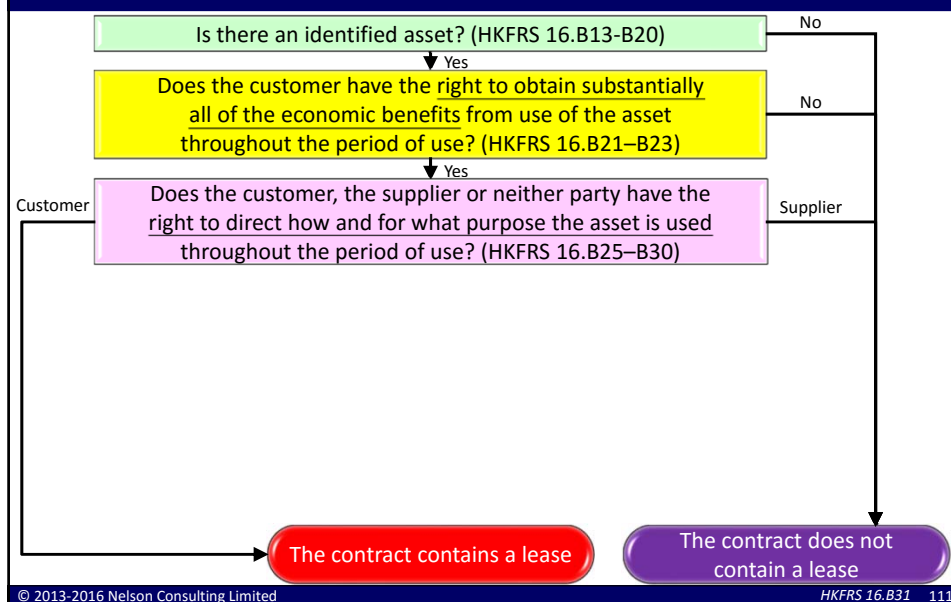 Is there an identified asset? (HKFRS 16.B13-B20)
No
Yes
Does the customer have the right to obtain substantially
all of the economic benefits from use of the asset
throughout the period of use? (HKFRS 16.B21–B23)
No
Yes
Customer
Does the customer, the supplier or neither party have the
right to direct how and for what purpose the asset is used
throughout the period of use? (HKFRS 16.B25–B30)
Supplier
The contract contains a lease
The contract does not
contain a lease
© 2013-2016 Nelson Consulting Limited
HKFRS 16.B31 111